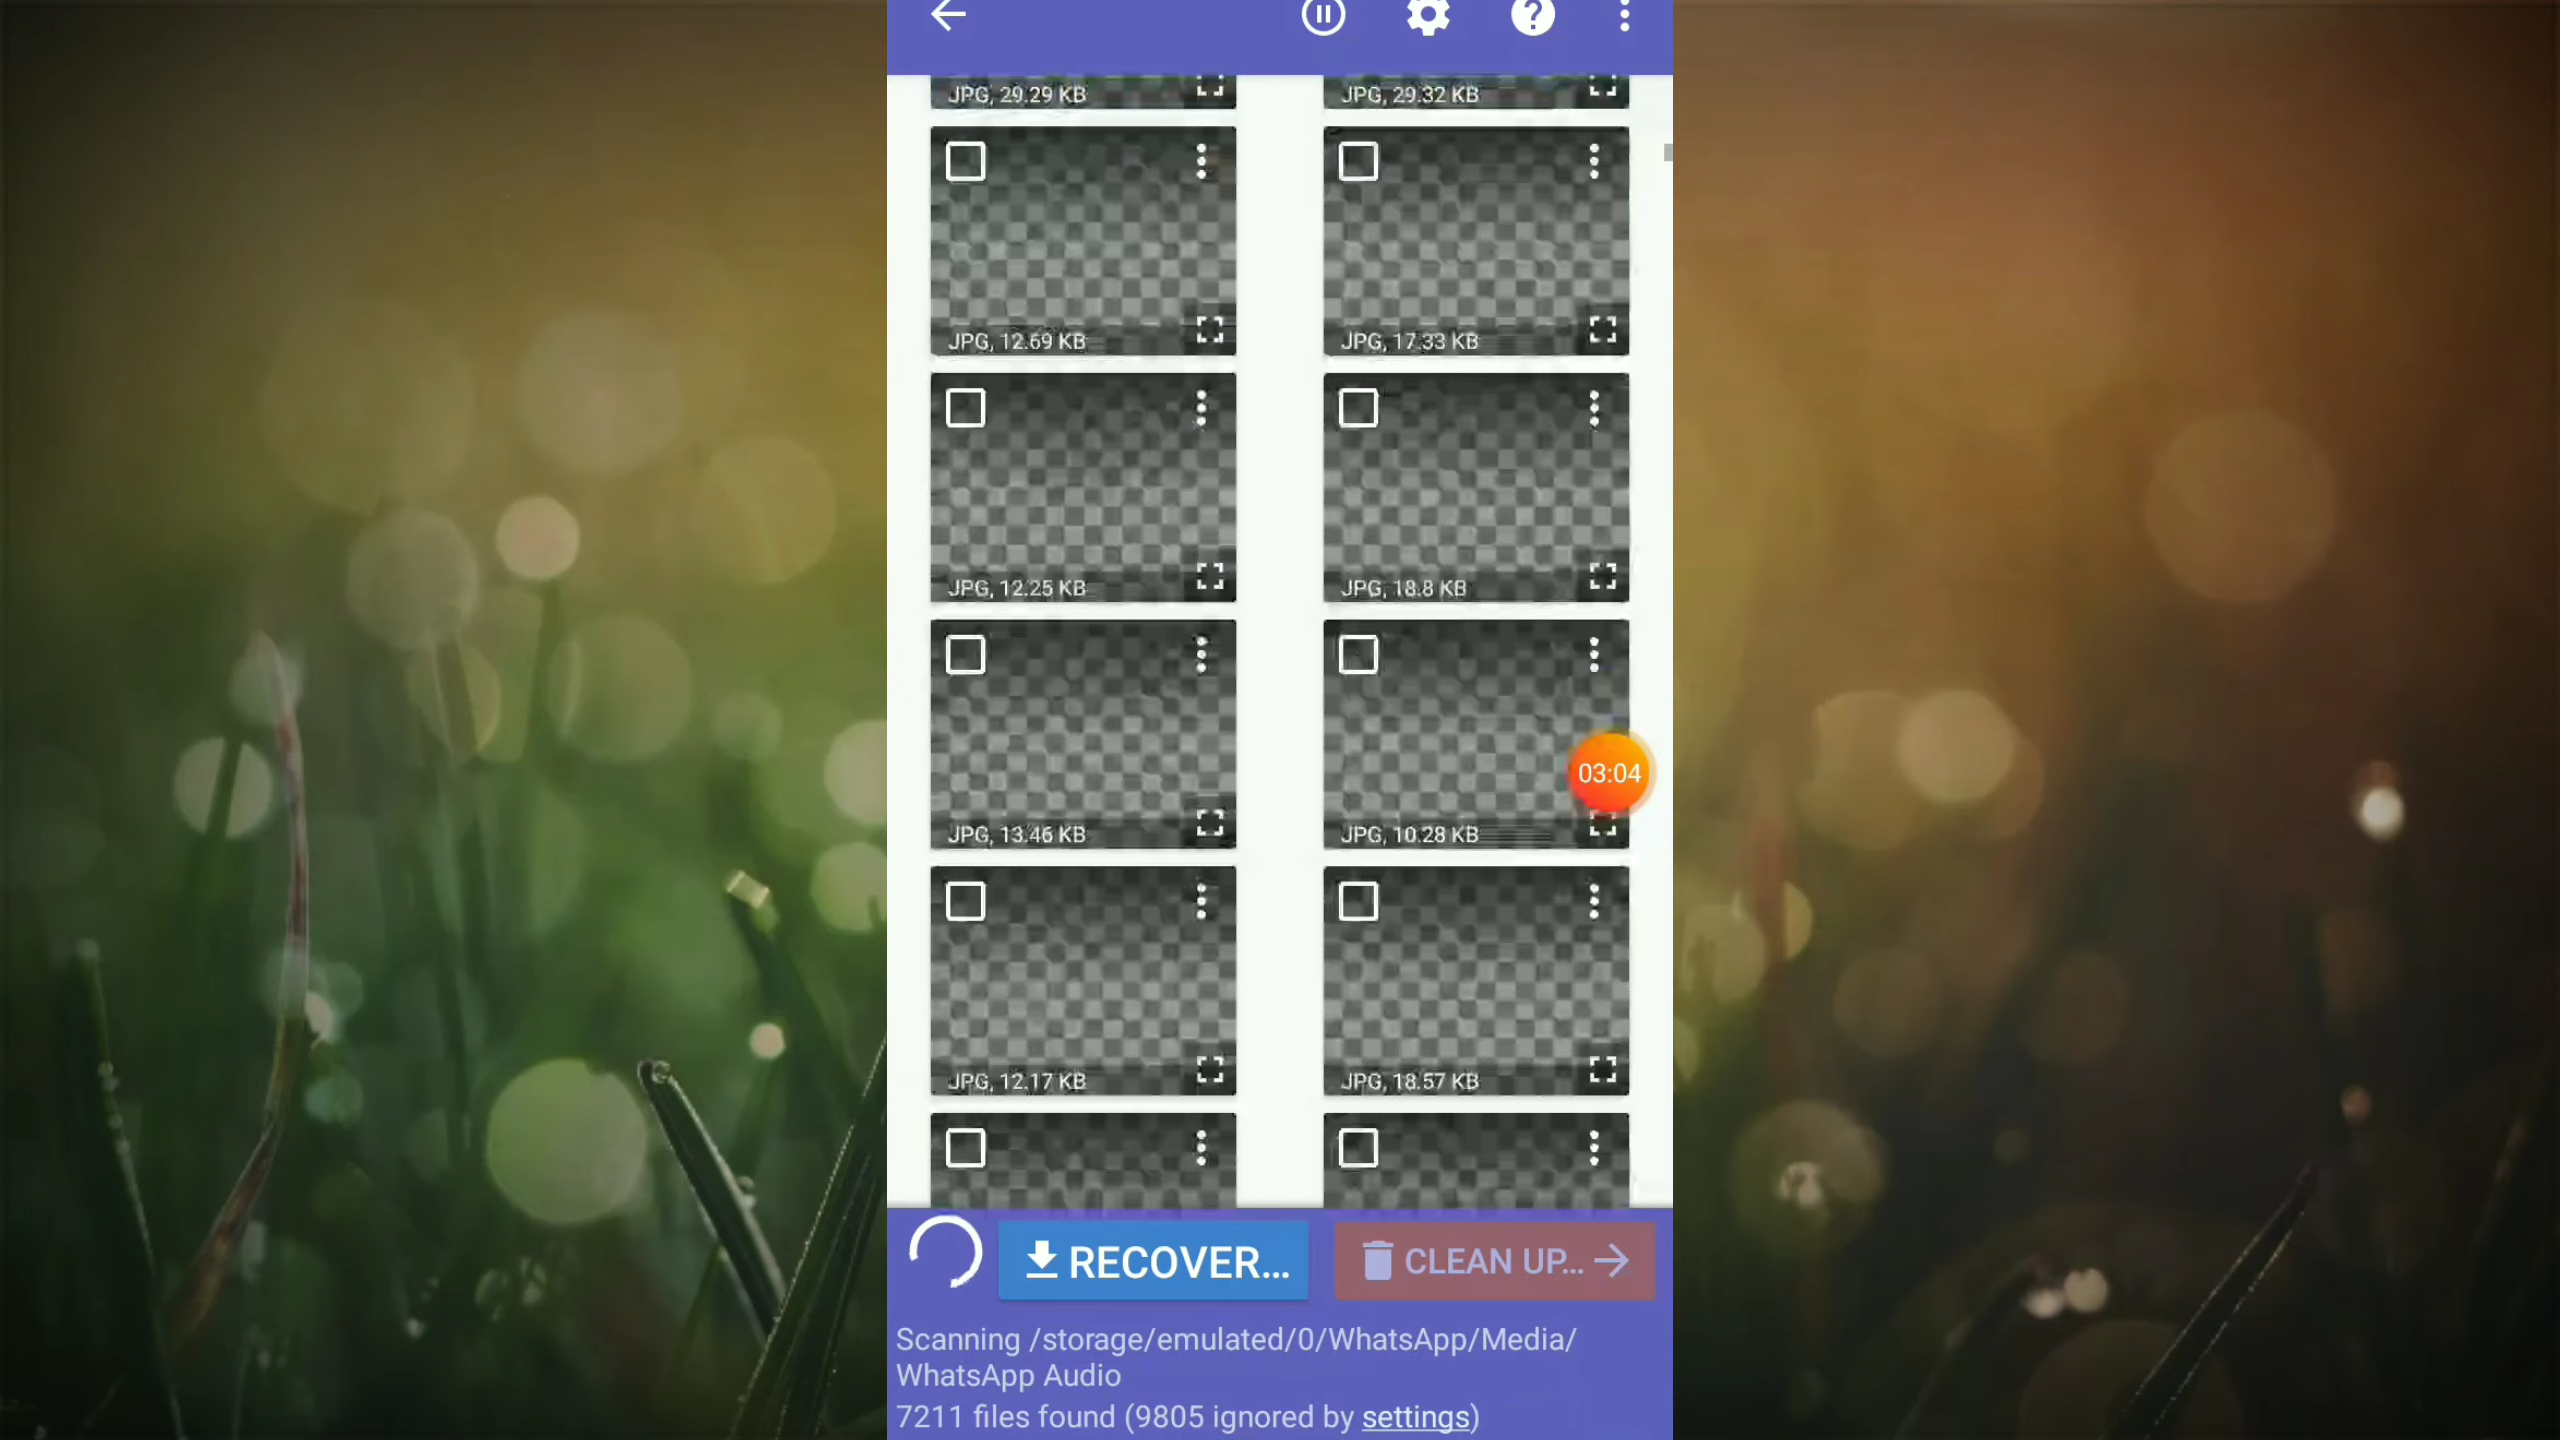 JPG, 29.29 KB
JPG, 29.32 KB
JPG, 12.69 KB
JPG, 17.33 KB
JPG, 12.25 KB
JPG, 18.8 KB
JPG, 13.46 KB
JPG, 10.28 KB
03:04
JPG, 12.17 KB
JPG, 18.57 KB
RECOVER...
CLEAN UP...
Scanning /storage/emulated/0/WhatsApp/Media/
WhatsApp Audio
7211 files found (9805 ignored by settings)